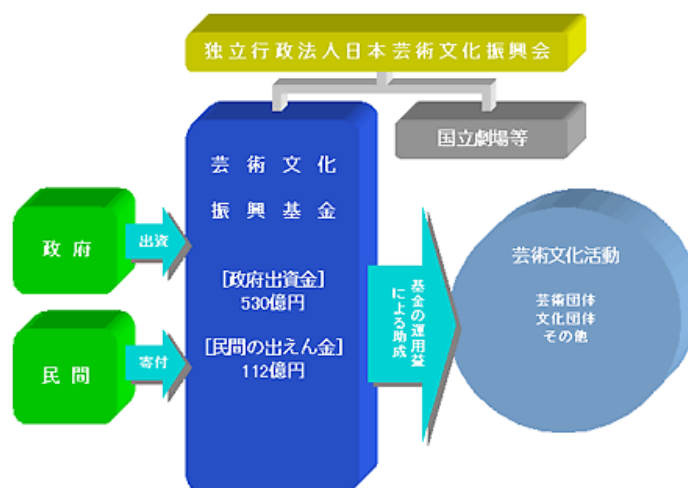 独立行政法人日本芸術文化振興会
国立劇場等
芸術文化
振興基金
[政府出資金]
530億円
[民間の出えん金]
112億円
政府
出資
民間
寄付
基金の運用益
による助成
芸術文化活動
芸術団体
文化団体
その他